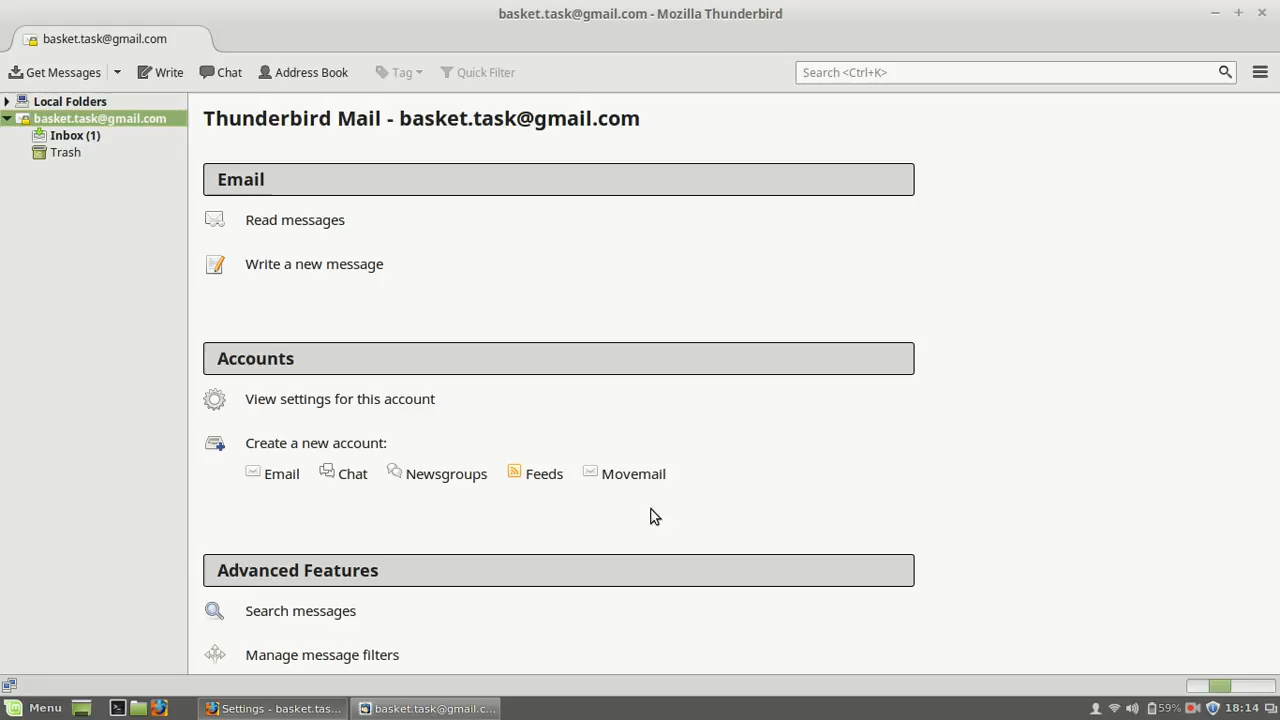 basket.task@gmail.com - Mozilla Thunderbird
basket.task@gmail.com
Get Messages Write Chat Address Book Tag Quick Filter Search <Ctrl+K>
Local Folders
basket.task@gmail.com
Inbox (1)
Trash
Thunderbird Mail - basket.task@gmail.com
Email
Read messages
Write a new message
Accounts
View settings for this account
Create a new account:
Email Chat Newsgroups Feeds Movemail
Advanced Features
Search messages
Manage message filters
Menu Settings - basket.tas... basket.task@gmail.c... 59% 18:14